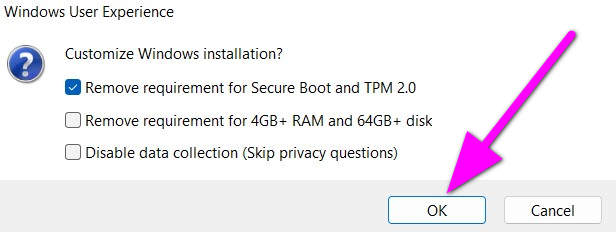 Windows User Experience
Customize Windows installation?
Remove requirement for Secure Boot and TPM 2.0
Remove requirement for 4GB+ RAM and 64GB+ disk
Disable data collection (Skip privacy questions)
OK
Cancel